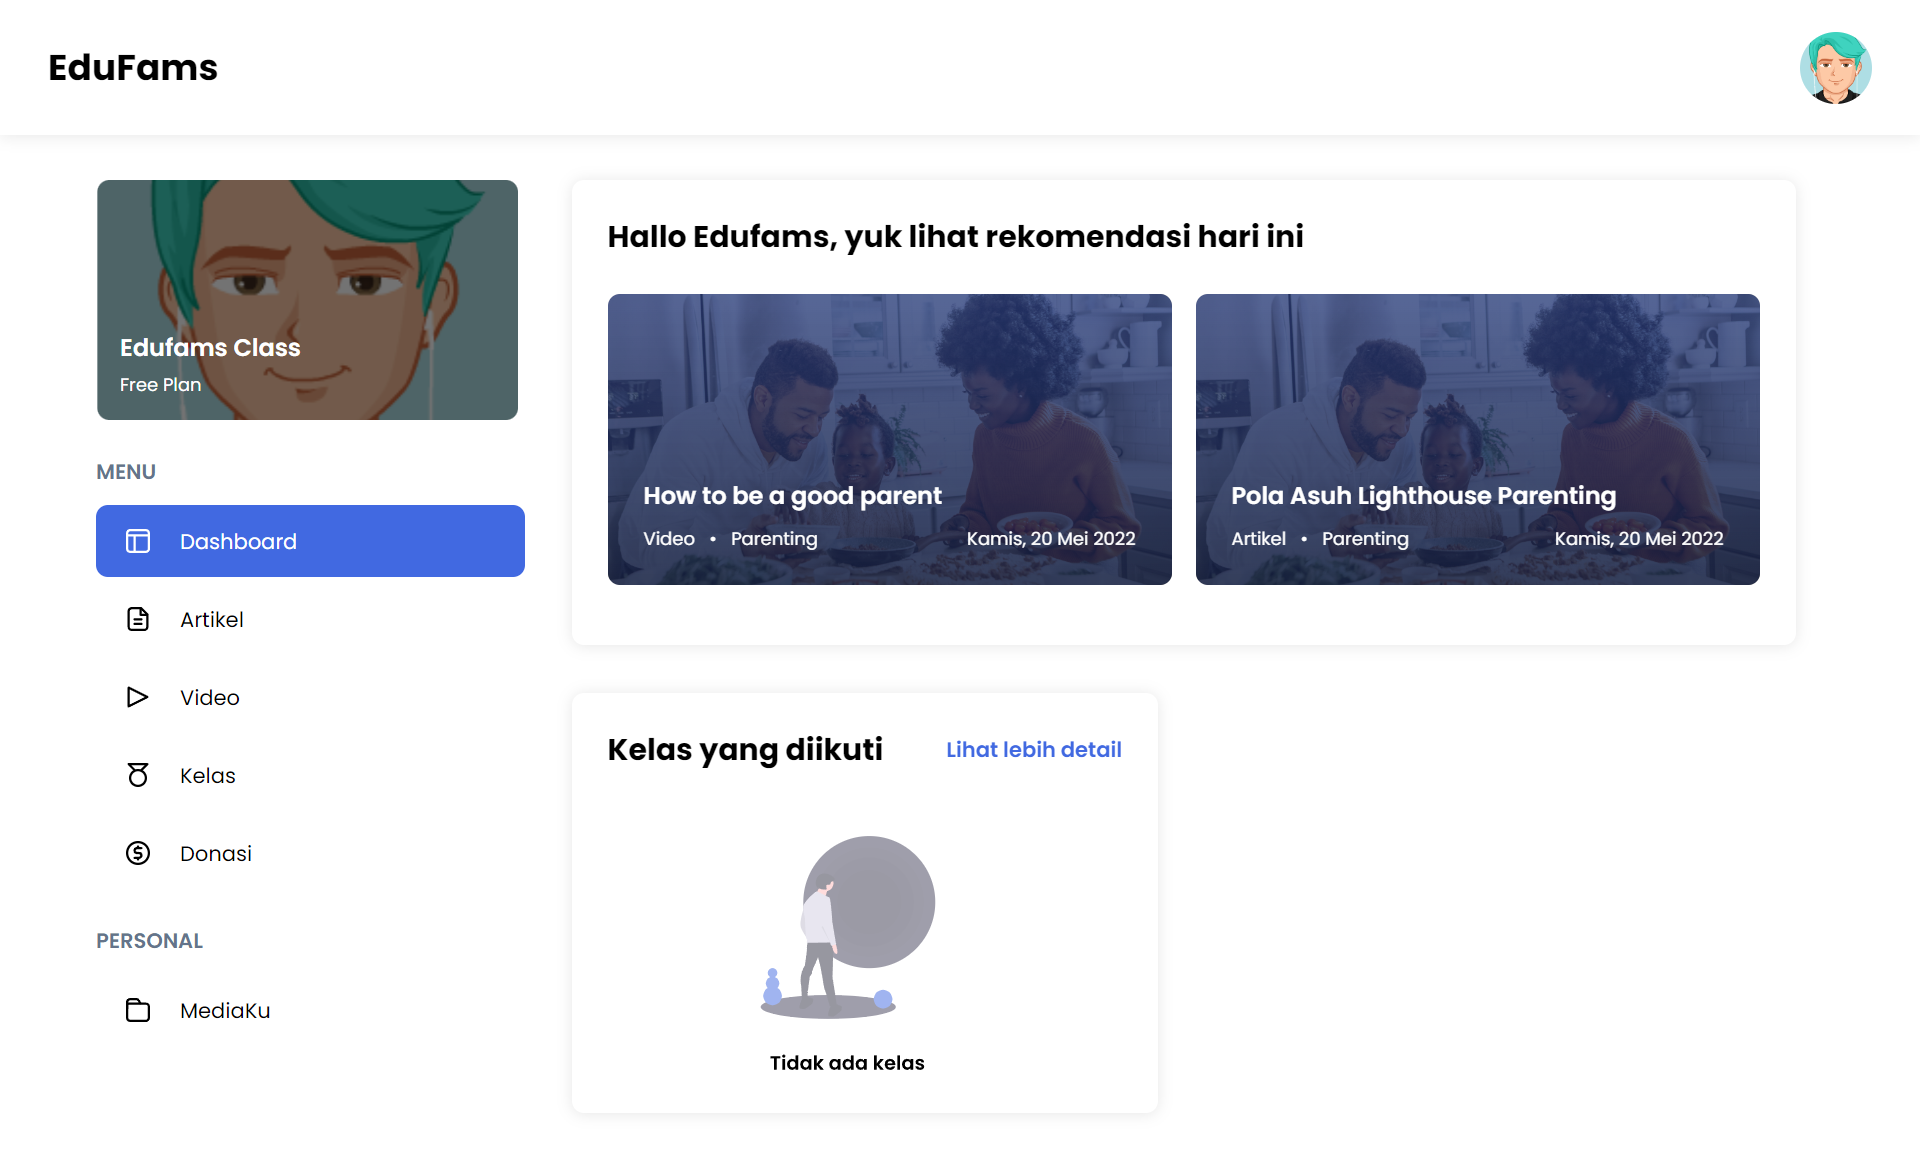 EduFams
Edufams Class
Free Plan
MENU
Dashboard
Artikel
Video
Kelas
Donasi
PERSONAL
MediaKu
Hallo Edufams, yuk lihat rekomendasi hari ini
How to be a good parent
Video • Parenting Kamis, 20 Mei 2022
Pola Asuh Lighthouse Parenting
Artikel • Parenting Kamis, 20 Mei 2022
Kelas yang diikuti Lihat lebih detail
Tidak ada kelas